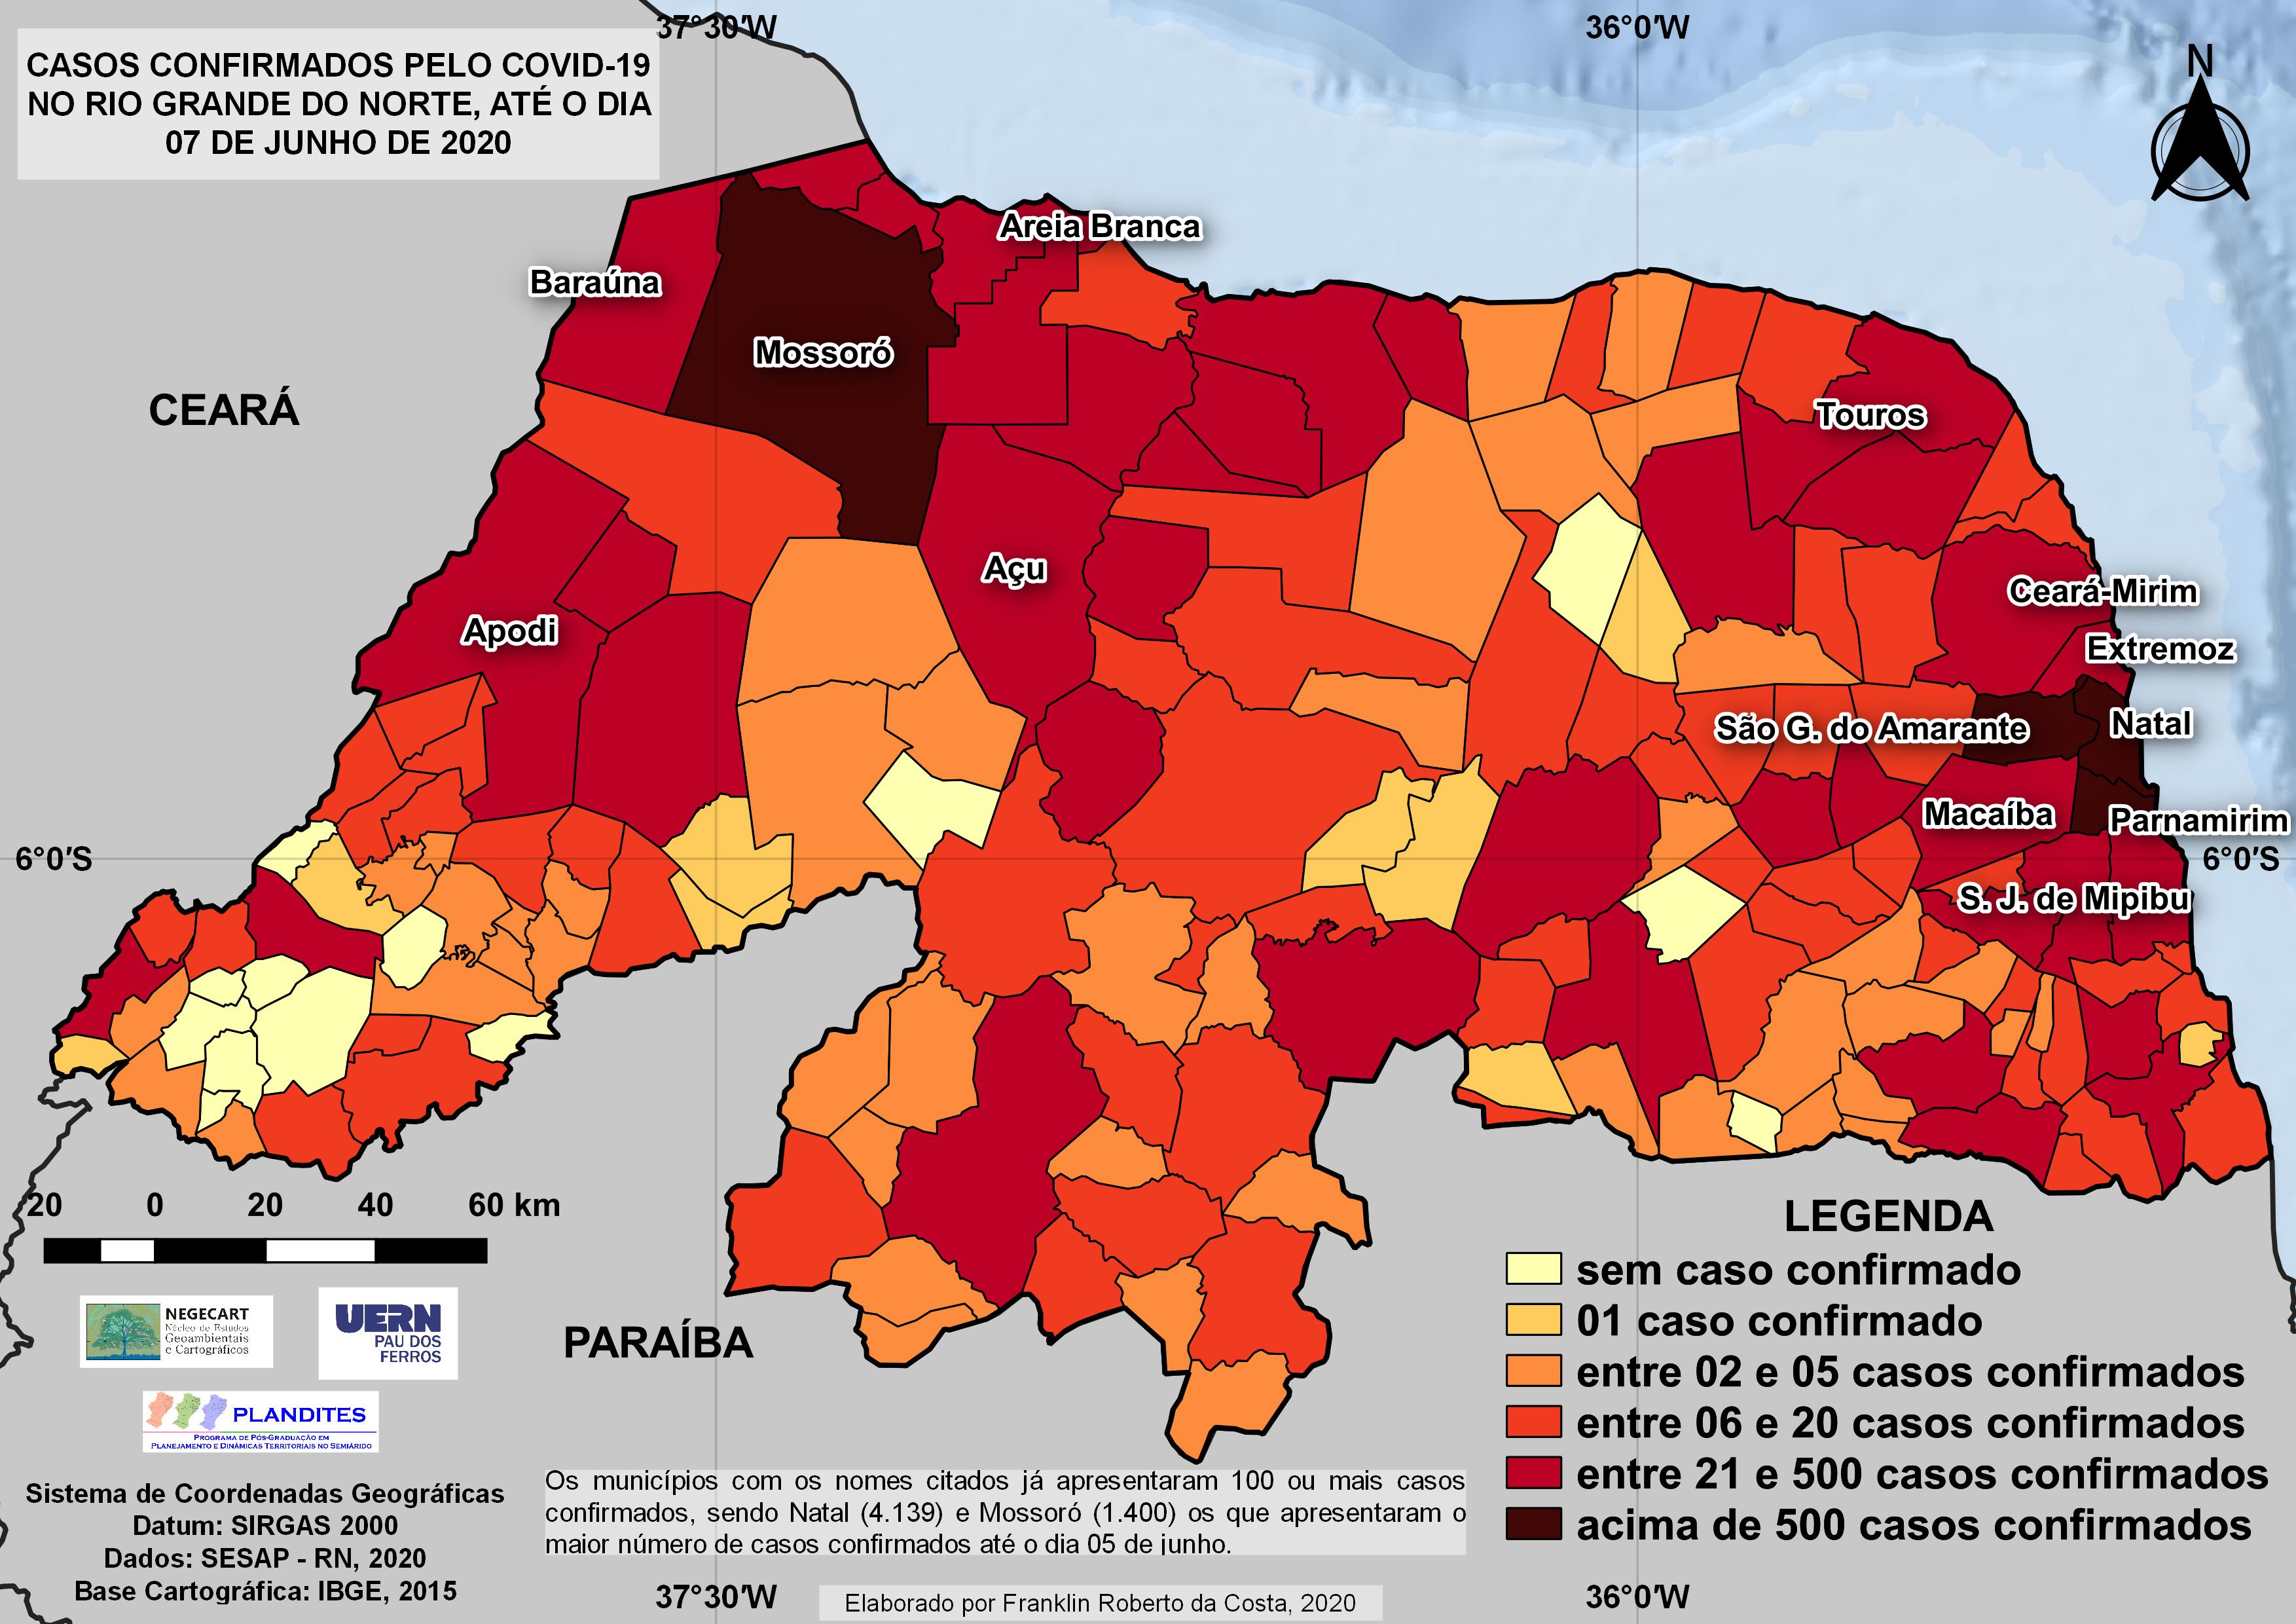 37°30′W
36°0′W
CASOS CONFIRMADOS PELO COVID-19
NO RIO GRANDE DO NORTE, ATÉ O DIA
07 DE JUNHO DE 2020
N
Areia Branca
Baraúna
Mossoró
CEARÁ
Touros
Açu
Ceará-Mirim
Apodi
Extremoz
São G. do Amarante
Natal
Macaíba
Parnamirim
6°0′S
6°0′S
S. J. de Mipibu
20 0 20 40 60 km
LEGENDA
sem caso confirmado
01 caso confirmado
entre 02 e 05 casos confirmados
entre 06 e 20 casos confirmados
entre 21 e 500 casos confirmados
acima de 500 casos confirmados
NEGECART
Núcleo de Estudos
Geoambientais
e Cartográficos
UERN
PAU DOS
FERROS
PARAÍBA
PLANDITES
PROGRAMA DE PÓS-GRADUAÇÃO EM
PLANEJAMENTO E DINÂMICAS TERRITORIAIS NO SEMIÁRIDO
Sistema de Coordenadas Geográficas
Datum: SIRGAS 2000
Dados: SESAP - RN, 2020
Base Cartográfica: IBGE, 2015
Os municípios com os nomes citados já apresentaram 100 ou mais casos
confirmados, sendo Natal (4.139) e Mossoró (1.400) os que apresentaram o
maior número de casos confirmados até o dia 05 de junho.
37°30′W
36°0′W
Elaborado por Franklin Roberto da Costa, 2020